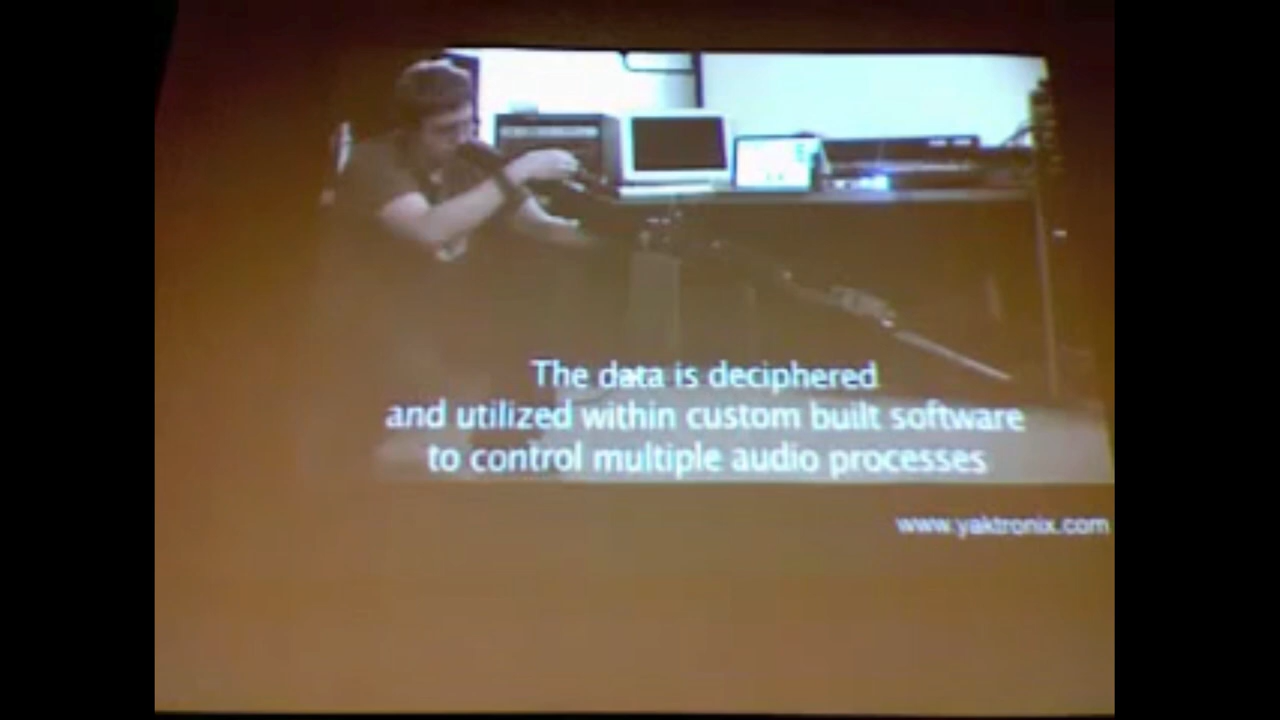 The data is deciphered
and utilized within custom built software
to control multiple audio processes
www.yaktronix.com